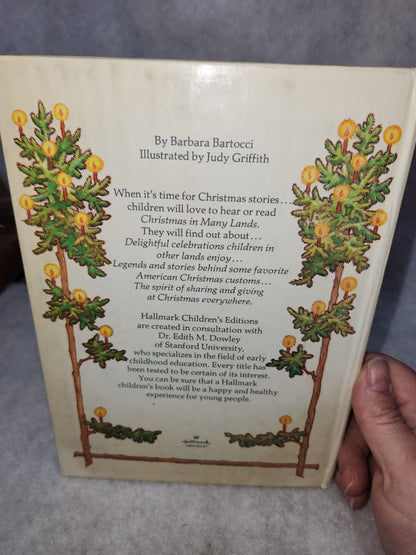 By Barbara Bartocci
Illustrated by Judy Griffith
When it's time for Christmas stories...
children will love to hear or read
Christmas in Many Lands.
They will find out about...
Delightful celebrations children in
other lands enjoy...
Legends and stories behind some favorite
American Christmas customs...
The spirit of sharing and giving
at Christmas everywhere.
Hallmark Children's Editions
are created in consultation with
Dr. Edith M. Dowley
of Stanford University,
who specializes in the field of early
childhood education. Every title has
been tested to be certain of its interest.
You can be sure that a Hallmark
children's book will be a happy and healthy
experience for young people.
Hallmark